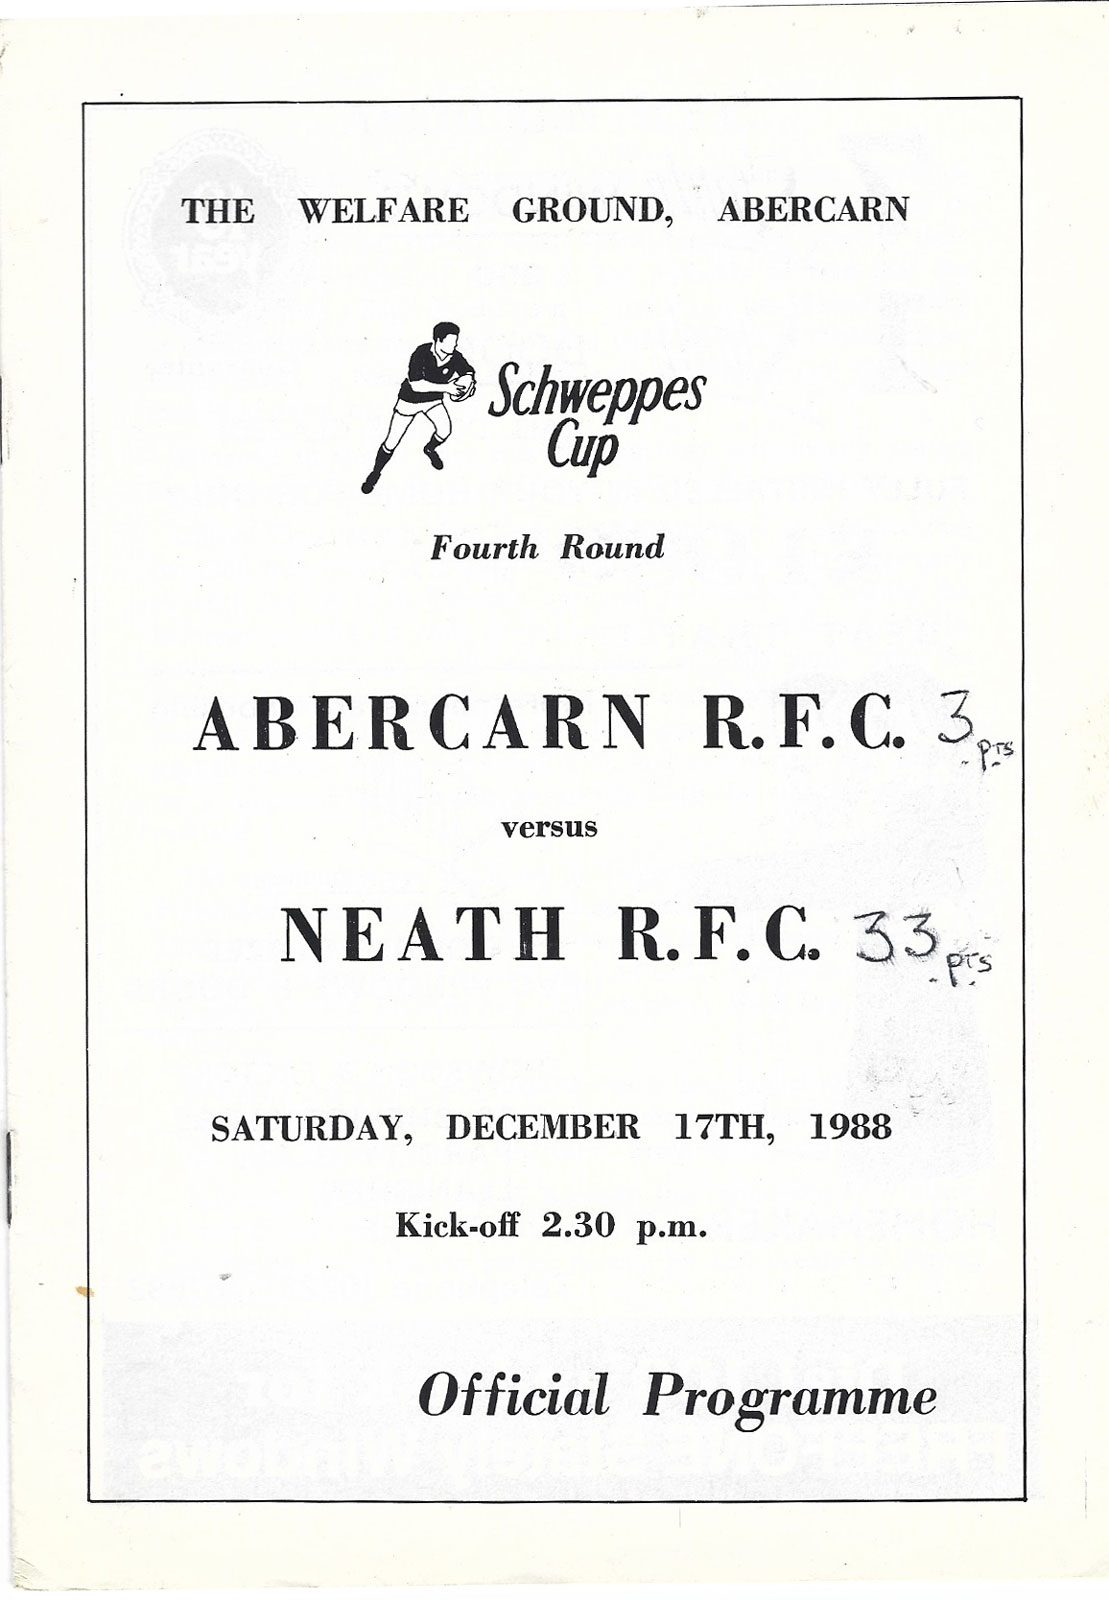 THE WELFARE GROUND, ABERCARN
Schweppes
Cup
Fourth Round
ABERCARN R.F.C. 3 pts
versus
NEATH R.F.C. 33 pts
SATURDAY, DECEMBER 17TH, 1988
Kick-off 2.30 p.m.
Official Programme